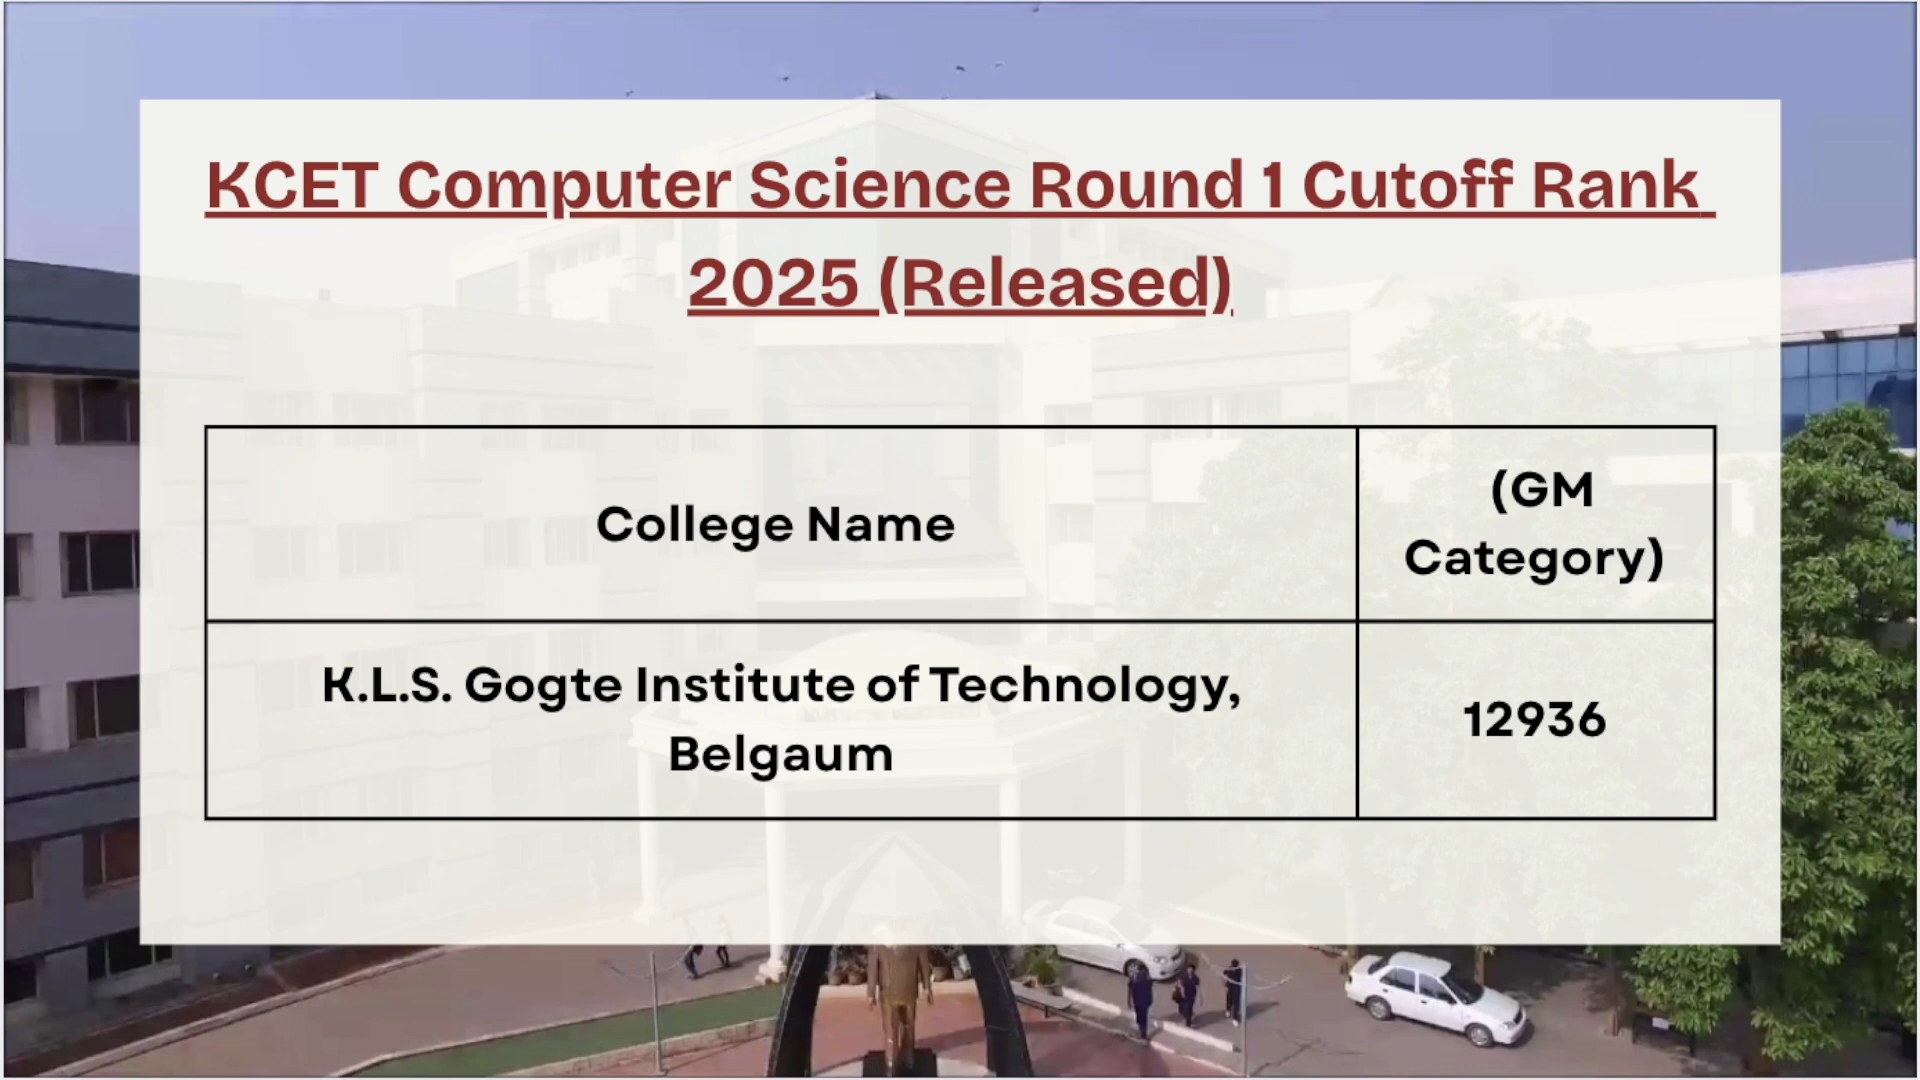 KCET Computer Science Round 1 Cutoff Rank
2025 (Released)
College Name
(GM
Category)
K.L.S. Gogte Institute of Technology,
Belgaum
12936